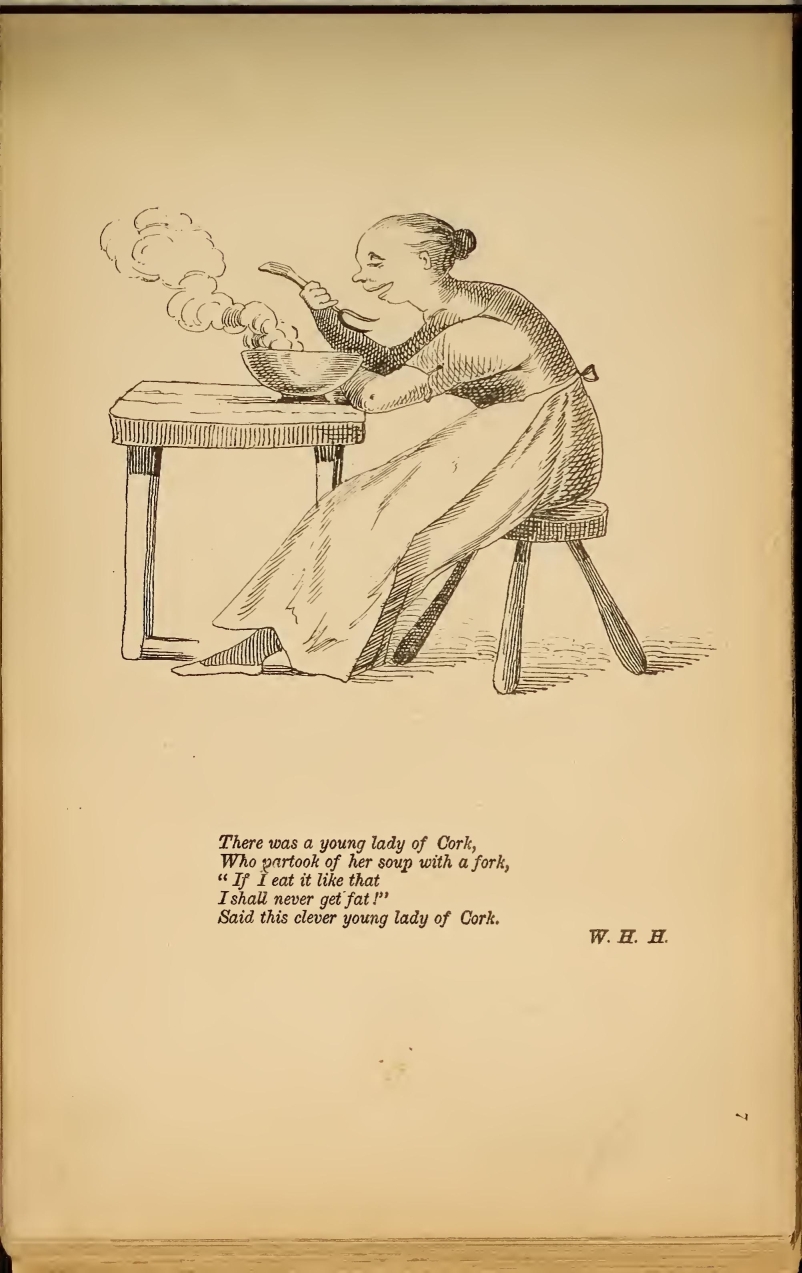 There was a young lady of Cork,
Who partook of her soup with a fork,
“ If I eat it like that
I shall never get fat !”
Said this clever young lady of Cork.
W. H. H.
7